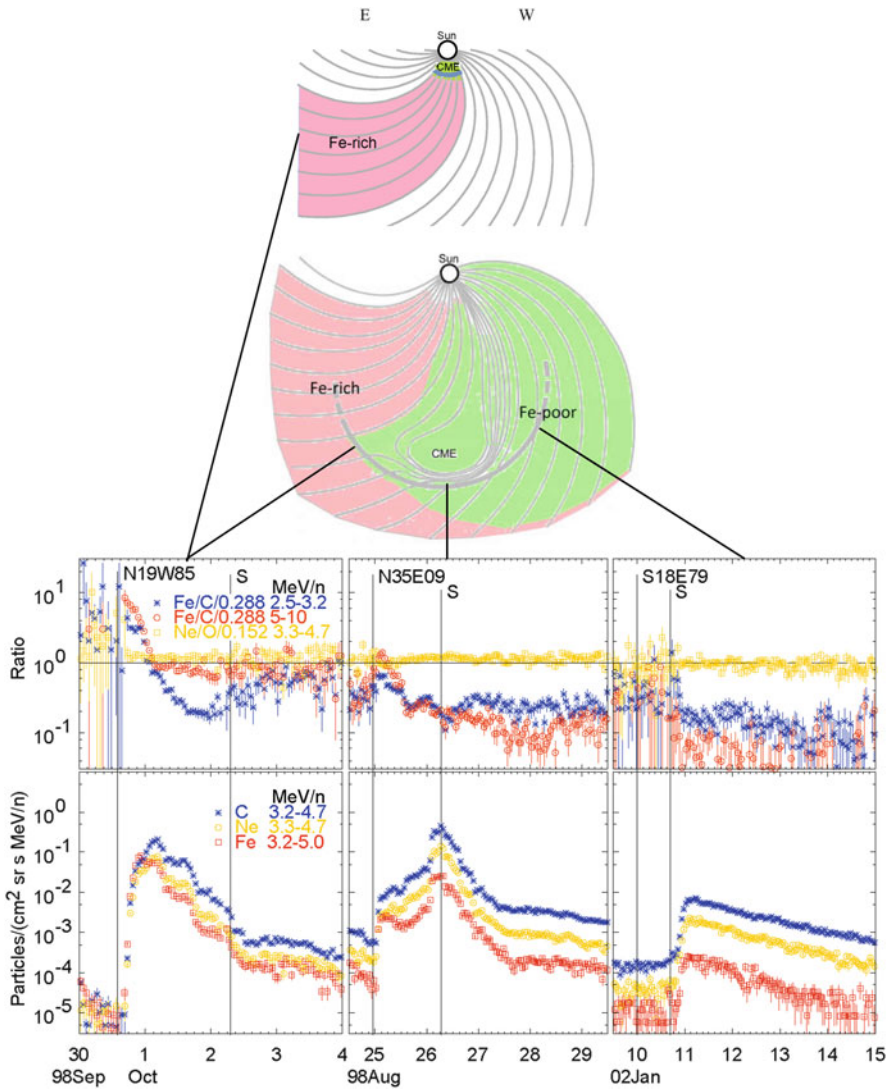 E W
Sun
CME
Fe-rich
Sun
Fe-rich
Fe-poor
CME
N19W85 S
MeV/n
Fe/C/0.288 2.5-3.2
Fe/C/0.288 5-10
Ne/O/0.152 3.3-4.7
N35E09
S
S18E79
S
Ratio
10¹
10⁰
10⁻¹
MeV/n
C 3.2-4.7
Ne 3.3-4.7
Fe 3.2-5.0
Particles/(cm² sr s MeV/n)
10⁰
10⁻¹
10⁻²
10⁻³
10⁻⁴
10⁻⁵
30 1 2 3 4 25 26 27 28 29 10 11 12 13 14 15
98Sep Oct 98Aug 02Jan